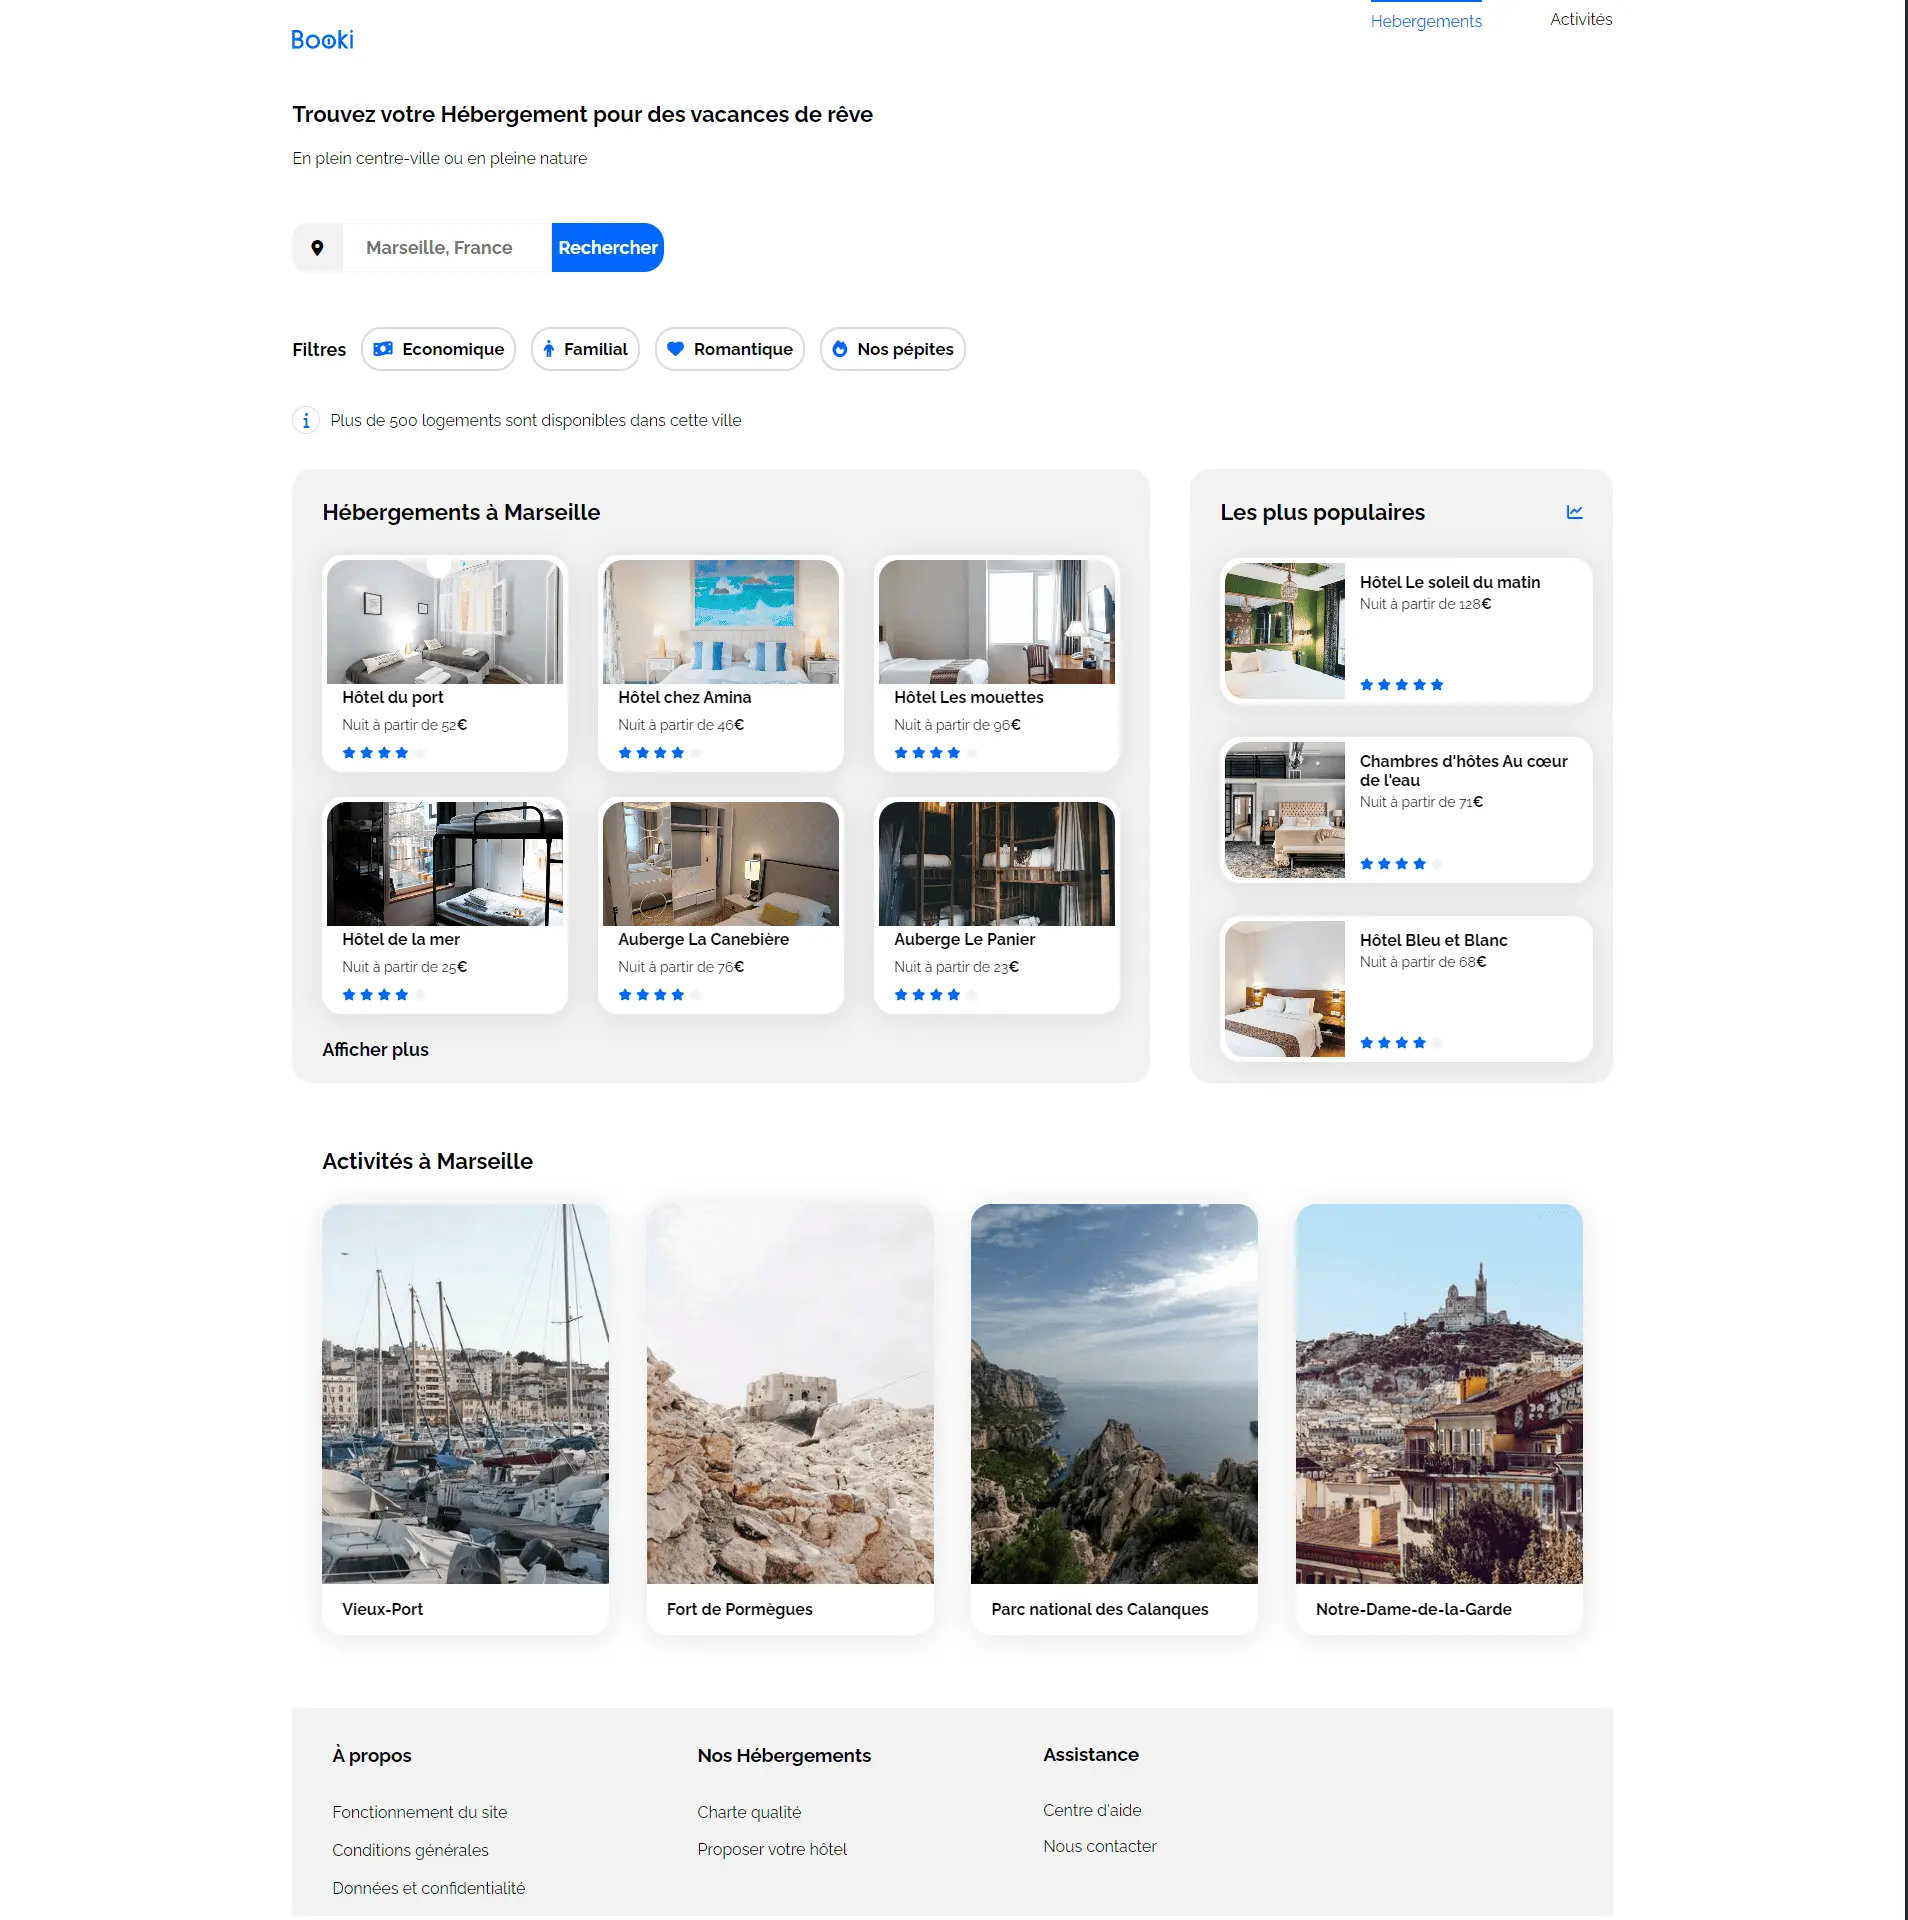 Booki
Hebergements
Activités
Trouvez votre Hébergement pour des vacances de rêve
En plein centre-ville ou en pleine nature
Marseille, France
Rechercher
Filtres
Economique
Familial
Romantique
Nos pépites
Plus de 500 logements sont disponibles dans cette ville
Hébergements à Marseille
Hôtel du port
Nuit à partir de 52€
Hôtel chez Amina
Nuit à partir de 46€
Hôtel Les mouettes
Nuit à partir de 96€
Hôtel de la mer
Nuit à partir de 25€
Auberge La Canebière
Nuit à partir de 76€
Auberge Le Panier
Nuit à partir de 23€
Afficher plus
Les plus populaires
Hôtel Le soleil du matin
Nuit à partir de 128€
Chambres d'hôtes Au cœur
de l'eau
Nuit à partir de 71€
Hôtel Bleu et Blanc
Nuit à partir de 68€
Activités à Marseille
Vieux-Port
Fort de Pormègues
Parc national des Calanques
Notre-Dame-de-la-Garde
À propos
Fonctionnement du site
Conditions générales
Données et confidentialité
Nos Hébergements
Charte qualité
Proposer votre hôtel
Assistance
Centre d'aide
Nous contacter